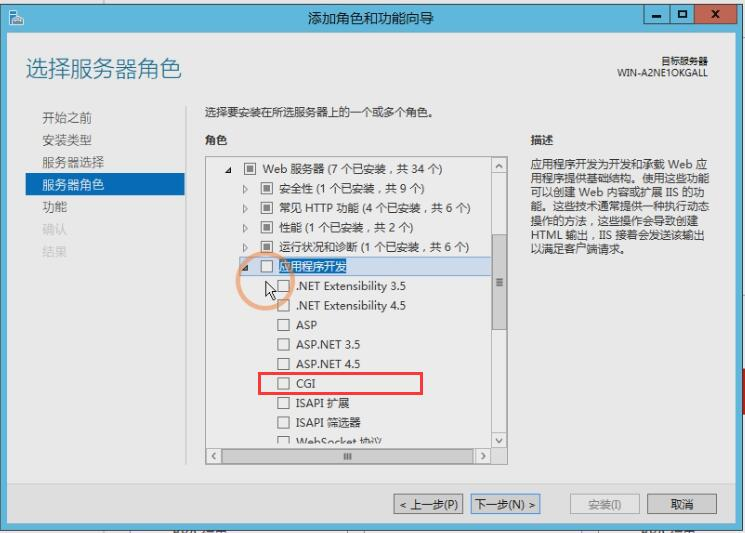 添加角色和功能向导
选择服务器角色
目标服务器
WIN-A2NE1OKGALL
开始之前
安装类型
服务器选择
服务器角色
功能
确认
结果
选择要安装在所选服务器上的一个或多个角色。
角色
Web 服务器 (7 个已安装，共 34 个)
安全性 (1 个已安装，共 9 个)
常见 HTTP 功能 (4 个已安装，共 6 个)
性能 (1 个已安装，共 2 个)
运行状况和诊断 (1 个已安装，共 6 个)
应用程序开发
.NET Extensibility 3.5
.NET Extensibility 4.5
ASP
ASP.NET 3.5
ASP.NET 4.5
CGI
ISAPI 扩展
ISAPI 筛选器
WebSocket 协议
描述
应用程序开发为开发和承载 Web 应
用程序提供基础结构。使用这些功能
可以创建 Web 内容或扩展 IIS 的功
能。这些技术通常提供一种执行动态
操作的方法，这些操作会导致创建
HTML 输出，IIS 接着会发送该输出
以满足客户端请求。
< 上一步(P)
下一步(N) >
安装(I)
取消